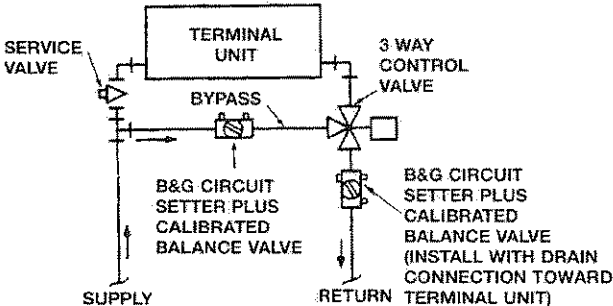 TERMINAL
UNIT
SERVICE
VALVE
3 WAY
CONTROL
VALVE
BYPASS
B&G CIRCUIT
SETTER PLUS
CALIBRATED
BALANCE VALVE
B&G CIRCUIT
SETTER PLUS
CALIBRATED
BALANCE VALVE
(INSTALL WITH DRAIN
CONNECTION TOWARD
TERMINAL UNIT)
SUPPLY
RETURN